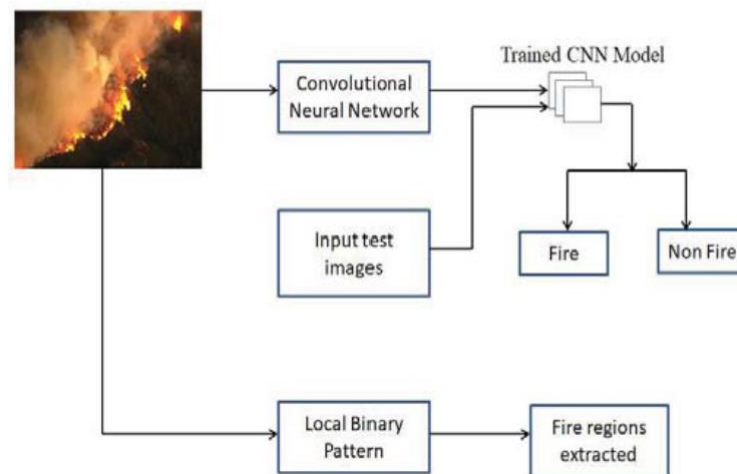 Trained CNN Model
Convolutional
Neural Network
Input test
images
Fire
Non Fire
Local Binary
Pattern
Fire regions
extracted